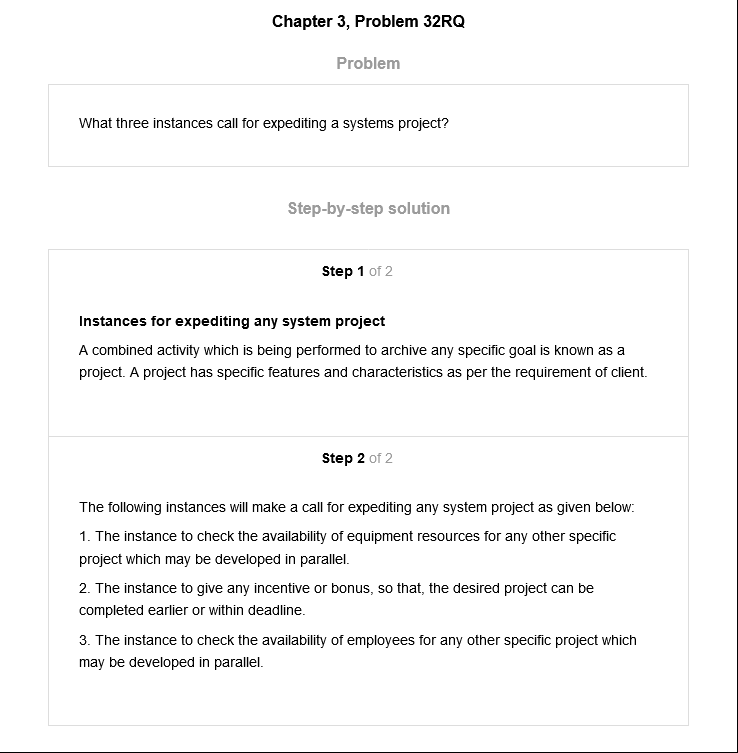 Chapter 3, Problem 32RQ
Problem
What three instances call for expediting a systems project?
Step-by-step solution
Step 1 of 2
Instances for expediting any system project
A combined activity which is being performed to archive any specific goal is known as a
project. A project has specific features and characteristics as per the requirement of client.
Step 2 of 2
The following instances will make a call for expediting any system project as given below:
1. The instance to check the availability of equipment resources for any other specific
project which may be developed in parallel.
2. The instance to give any incentive or bonus, so that, the desired project can be
completed earlier or within deadline.
3. The instance to check the availability of employees for any other specific project which
may be developed in parallel.